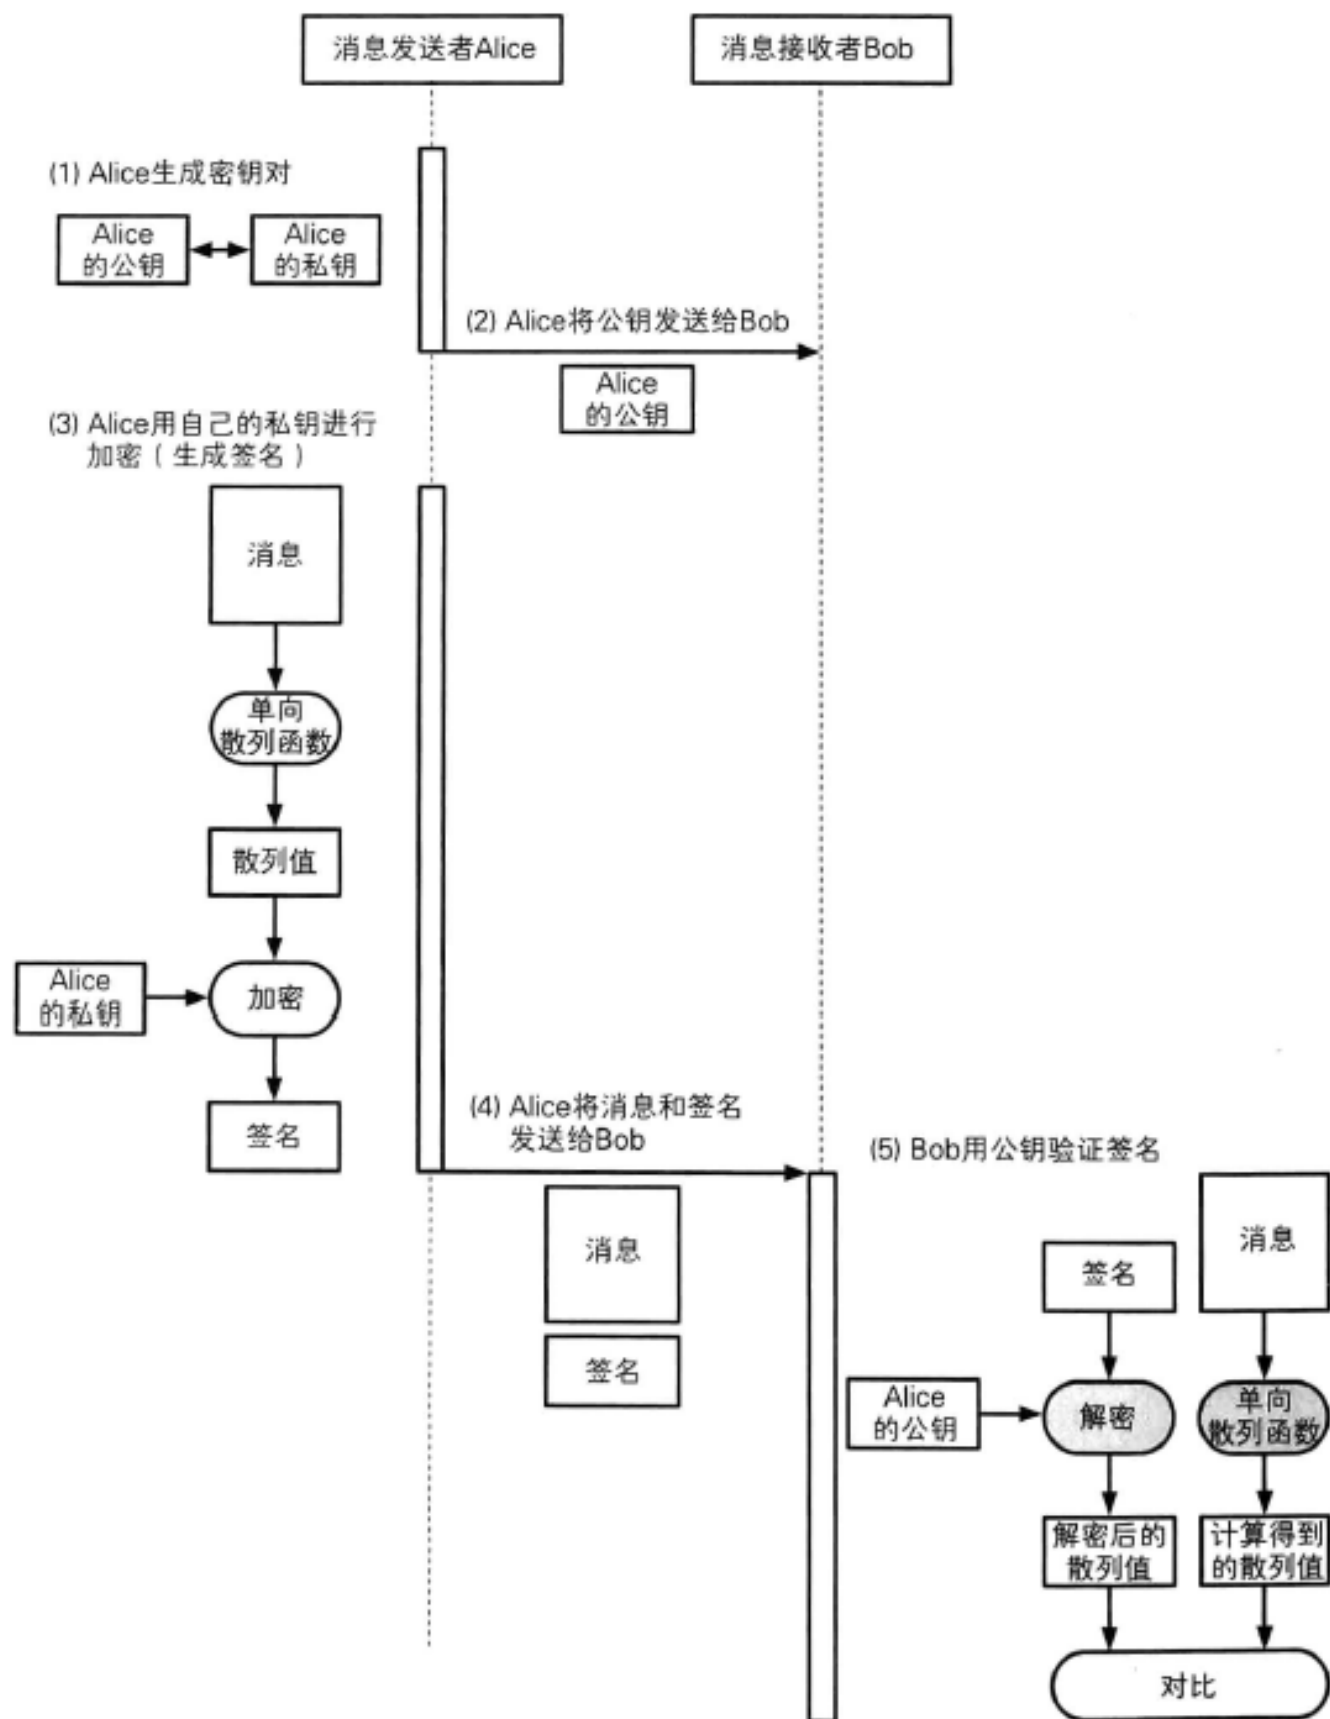 消息发送者Alice
消息接收者Bob
(1) Alice生成密钥对
Alice
的公钥
Alice
的私钥
(2) Alice将公钥发送给Bob
Alice
的公钥
(3) Alice用自己的私钥进行
加密（生成签名）
消息
单向
散列函数
散列值
Alice
的私钥
加密
签名
(4) Alice将消息和签名
发送给Bob
消息
签名
(5) Bob用公钥验证签名
签名
消息
Alice
的公钥
解密
单向
散列函数
解密后的
散列值
计算得到
的散列值
对比